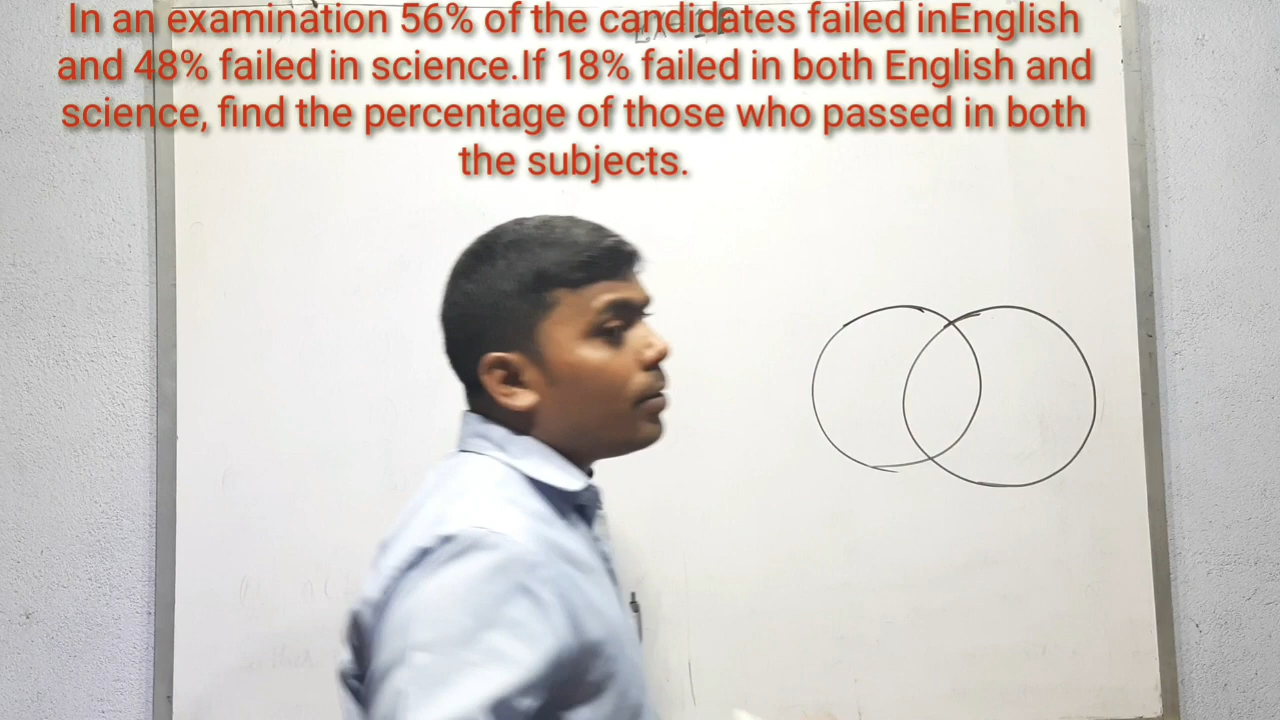 In an examination 56% of the candidates failed inEnglish
and 48% failed in science.If 18% failed in both English and
science, find the percentage of those who passed in both
the subjects.